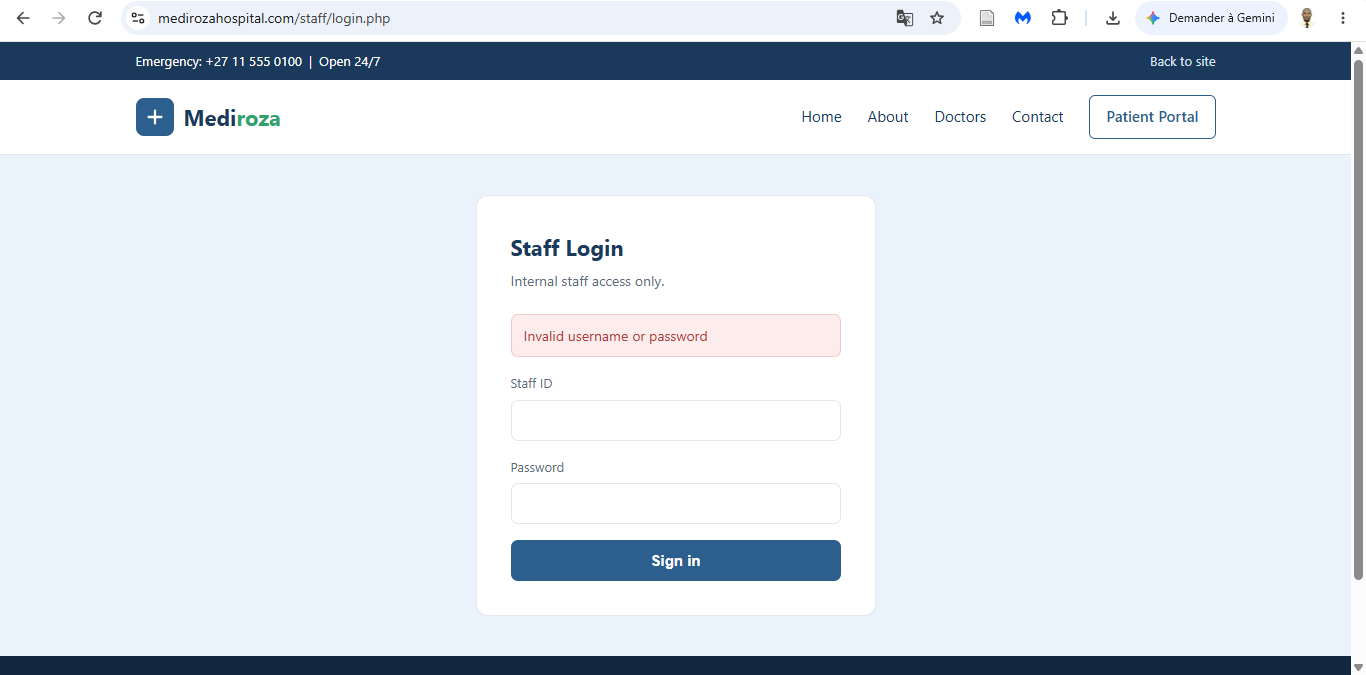 medirozahospital.com/staff/login.php
Demander à Gemini
Emergency: +27 11 555 0100 | Open 24/7
Back to site
Mediroza
Home
About
Doctors
Contact
Patient Portal
Staff Login
Internal staff access only.
Invalid username or password
Staff ID
Password
Sign in